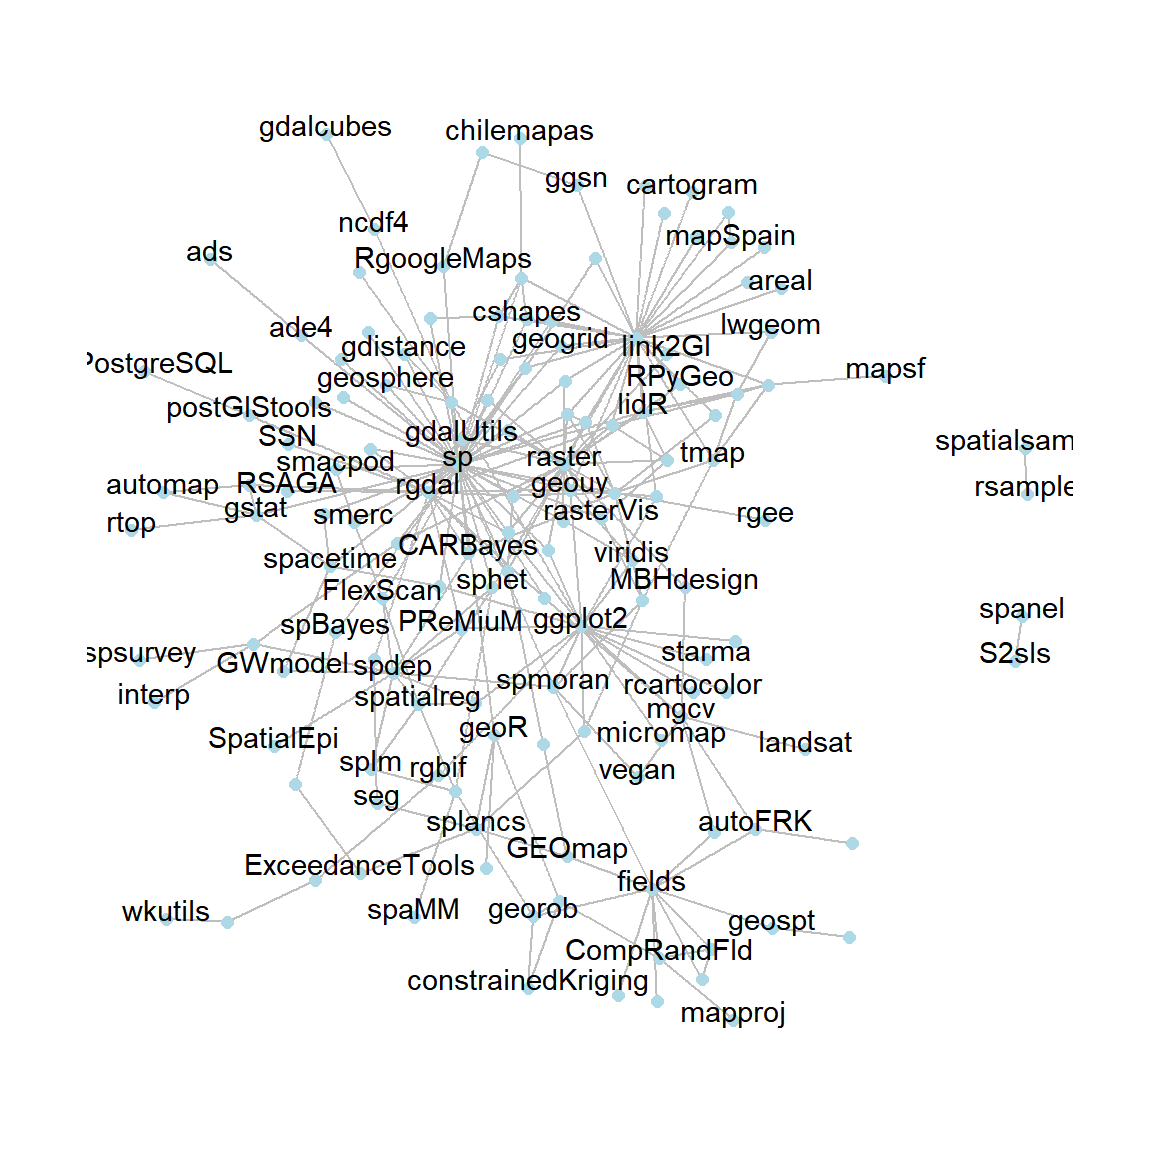 gdalcubes
chilemapas
ggsn
cartogram
ncdf4
mapSpain
ads
RgoogleMaps
areal
cshapes
ade4
lwgeom
geogrid
gdistance
link2GI
PostgreSQL
mapsf
geosphere
RPyGeo
postGIStools
lidR
SSN
gdalUtils
spatialsam
smacpod
sp
raster
tmap
automap
RSAGA
rgdal
geouy
rsample
gstat
rtop
smerc
rasterVis
rgee
spacetime
CARBayes
viridis
FlexScan
sphet
MBHdesign
spanel
spBayes
PReMiuM
ggplot2
spsurvey
GWmodel
spdep
starma
S2sls
interp
spatialreg
spmoran
rcartocolor
mgcv
SpatialEpi
geoR
micromap
landsat
splm
rgbif
vegan
seg
splancs
autoFRK
GEOmap
ExceedanceTools
fields
wkutils
spaMM
georob
geospt
CompRandFld
constrainedKriging
mapproj